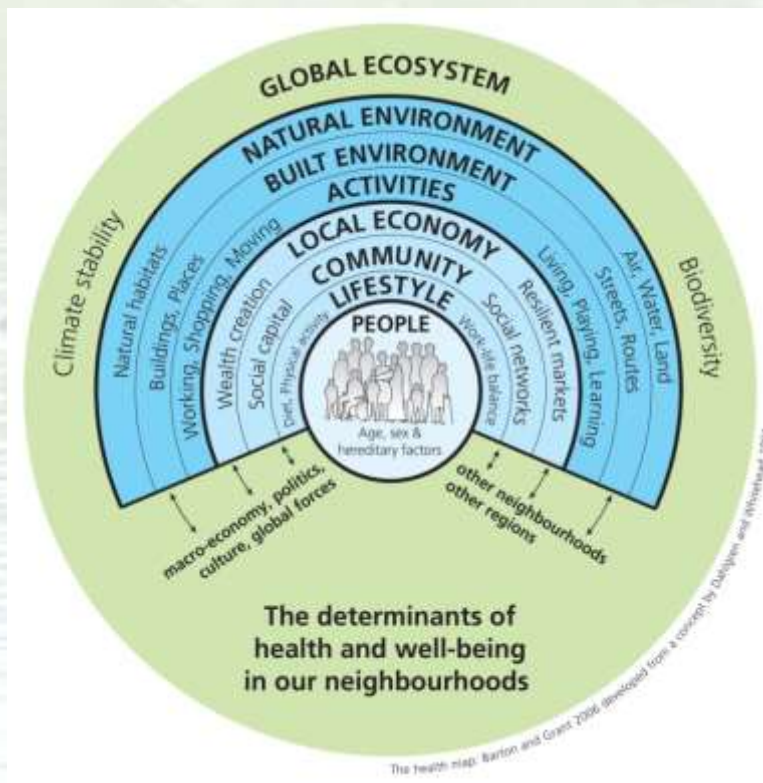 GLOBAL ECOSYSTEM
NATURAL ENVIRONMENT
BUILT ENVIRONMENT
ACTIVITIES
LOCAL ECONOMY
COMMUNITY
LIFESTYLE
PEOPLE
Age, sex &
hereditary factors
Climate stability
Natural habitats
Buildings, Places
Working, Shopping, Moving
Wealth creation
Social capital
Diet, Physical activity
Work-life balance
Social networks
Resilient markets
Living, Playing, Learning
Streets, Routes
Air, Water, Land
Biodiversity
macro-economy, politics,
culture, global forces
other neighbourhoods
other regions
The determinants of
health and well-being
in our neighbourhoods
The health map: Barton and Grant 2006 developed from a concept by Dahlgren and Whitehead